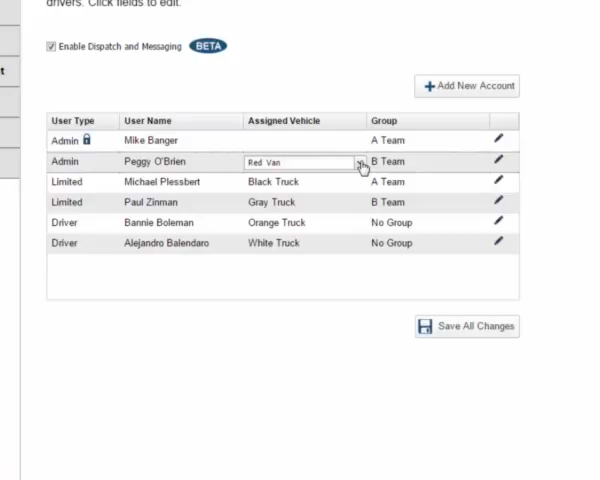 drivers. Click fields to edit.
Enable Dispatch and Messaging BETA
Add New Account
User Type User Name Assigned Vehicle Group
Admin Mike Banger A Team
Admin Peggy O'Brien Red Van B Team
Limited Michael Plessbert Black Truck A Team
Limited Paul Zinman Gray Truck B Team
Driver Bannie Boleman Orange Truck No Group
Driver Alejandro Balendaro White Truck No Group
Save All Changes